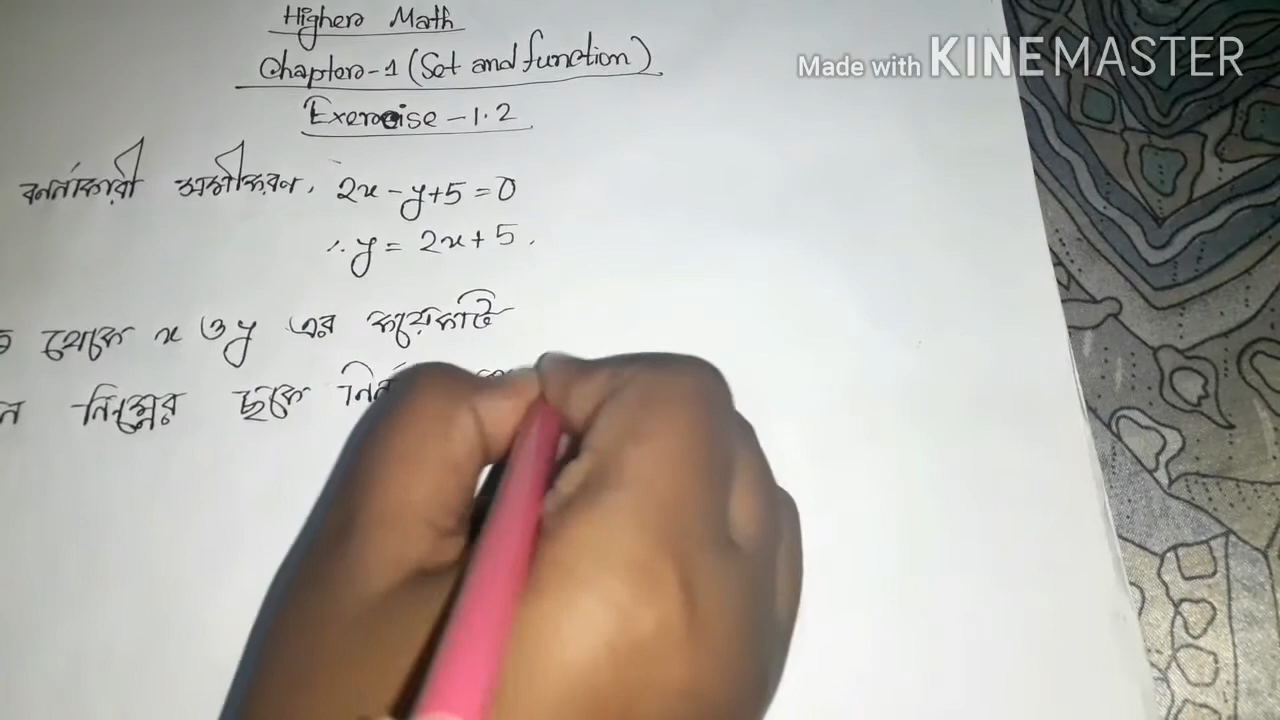 Higher Math
Made with KINEMASTER
Chapter-1 (Set and function)
Exercise - 1.2
বর্ননাকারী সমীকরণ, 2x - y + 5 = 0
∴ y = 2x + 5 .
থেকে x ও y এর কয়েকটি
নিম্নের ছকে